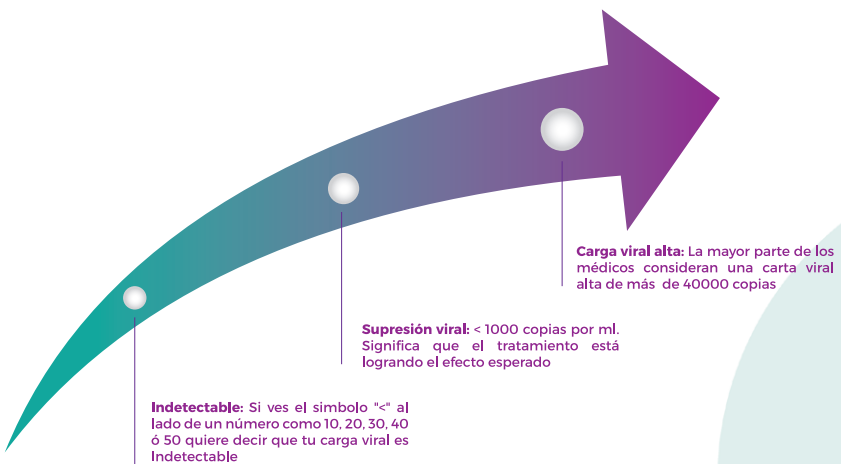 Carga viral alta: La mayor parte de los
médicos consideran una carta viral
alta de más de 40000 copias
Supresión viral: < 1000 copias por ml.
Significa que el tratamiento está
logrando el efecto esperado
Indetectable: Si ves el simbolo "<" al
lado de un número como 10, 20, 30, 40
ó 50 quiere decir que tu carga viral es
Indetectable